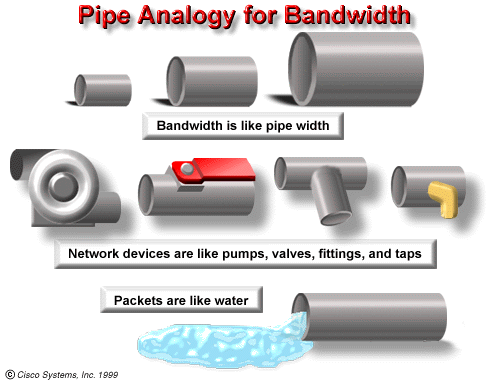 Pipe Analogy for Bandwidth
Bandwidth is like pipe width
Network devices are like pumps, valves, fittings, and taps
Packets are like water
© Cisco Systems, Inc. 1999